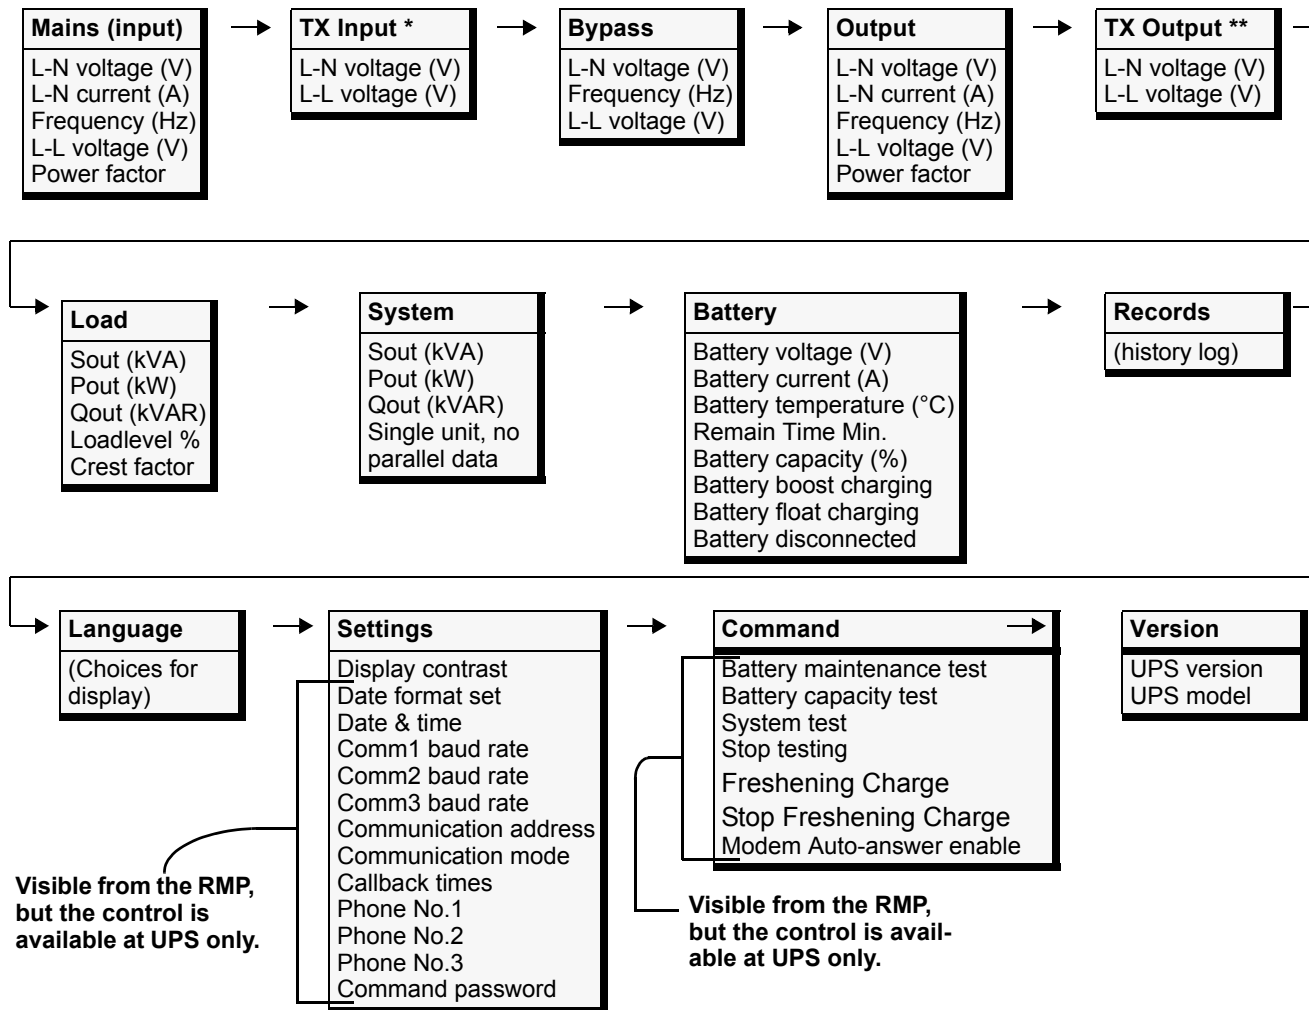 Mains (input)
L-N voltage (V)
L-N current (A)
Frequency (Hz)
L-L voltage (V)
Power factor
TX Input *
L-N voltage (V)
L-L voltage (V)
Bypass
L-N voltage (V)
Frequency (Hz)
L-L voltage (V)
Output
L-N voltage (V)
L-N current (A)
Frequency (Hz)
L-L voltage (V)
Power factor
TX Output **
L-N voltage (V)
L-L voltage (V)
Load
Sout (kVA)
Pout (kW)
Qout (kVAR)
Loadlevel %
Crest factor
System
Sout (kVA)
Pout (kW)
Qout (kVAR)
Single unit, no
parallel data
Battery
Battery voltage (V)
Battery current (A)
Battery temperature (°C)
Remain Time Min.
Battery capacity (%)
Battery boost charging
Battery float charging
Battery disconnected
Records
(history log)
Language
(Choices for
display)
Settings
Display contrast
Date format set
Date & time
Comm1 baud rate
Comm2 baud rate
Comm3 baud rate
Communication address
Communication mode
Callback times
Phone No.1
Phone No.2
Phone No.3
Command password
Visible from the RMP,
but the control is
available at UPS only.
Command
Battery maintenance test
Battery capacity test
System test
Stop testing
Freshening Charge
Stop Freshening Charge
Modem Auto-answer enable
Visible from the RMP,
but the control is avail-
able at UPS only.
Version
UPS version
UPS model